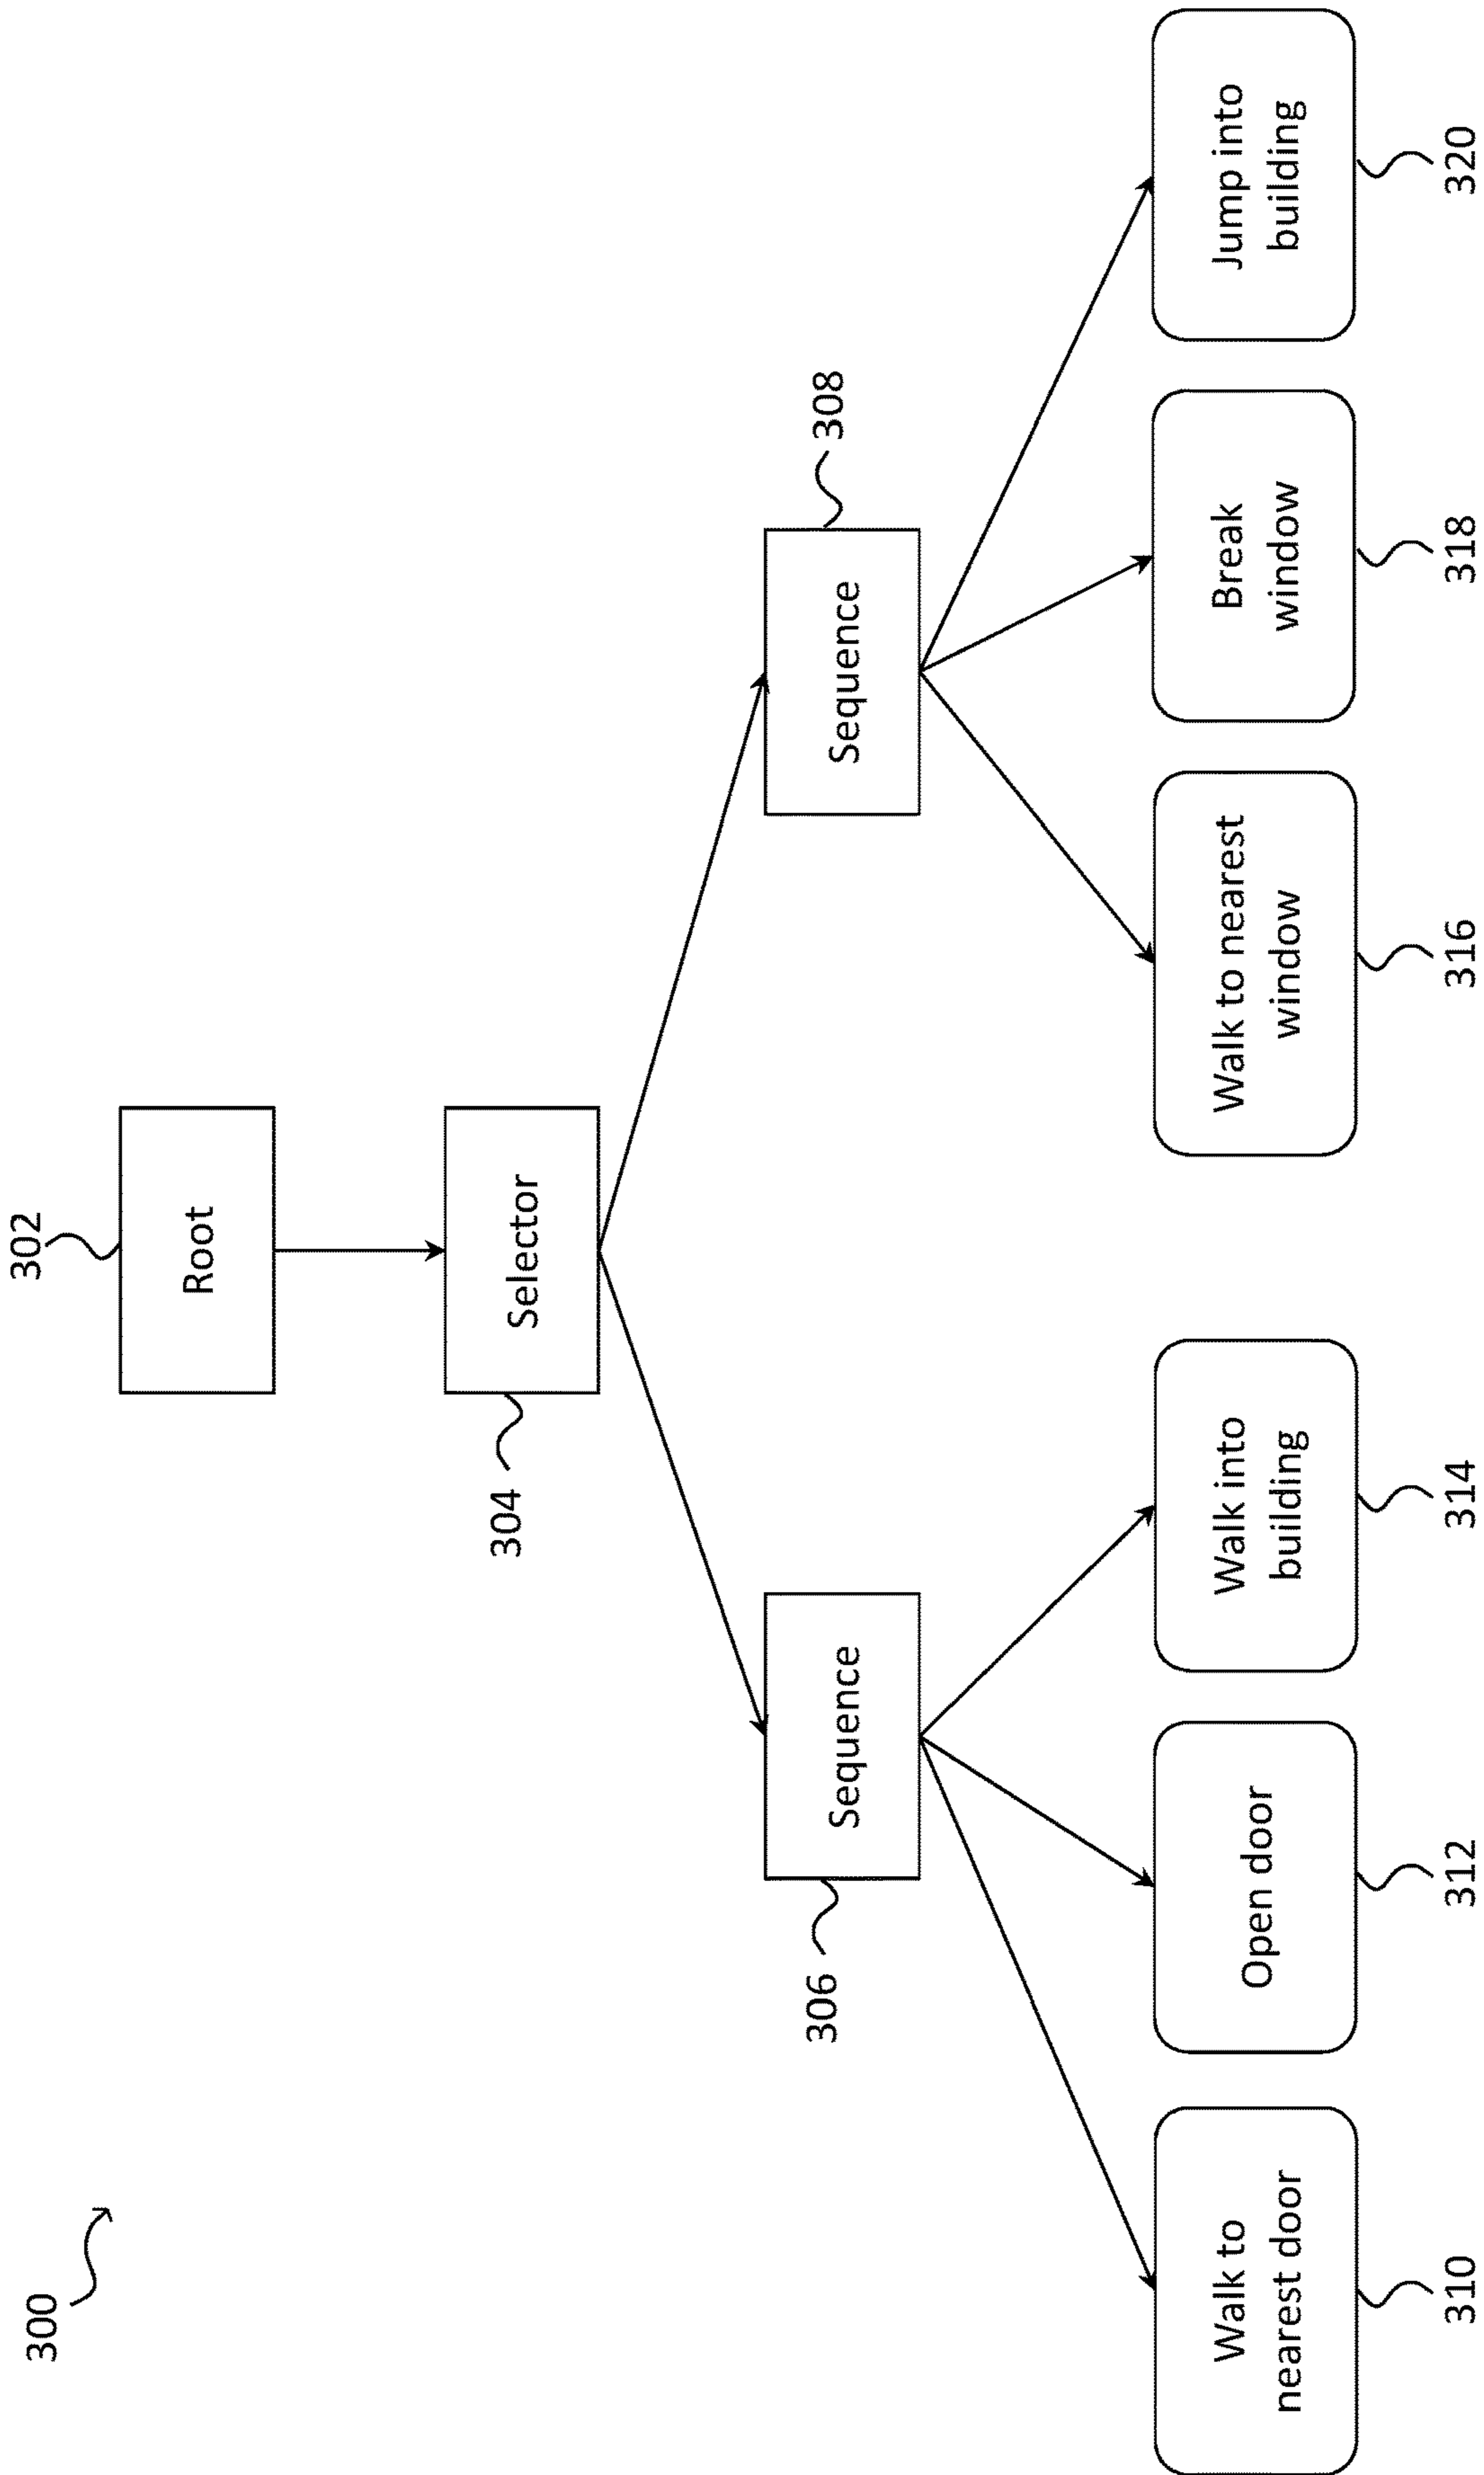 300
302
Root
304
Selector
306
Sequence
308
Sequence
Walk to
nearest door
310
Open door
312
Walk into
building
314
Walk to nearest
window
316
Break
window
318
Jump into
building
320